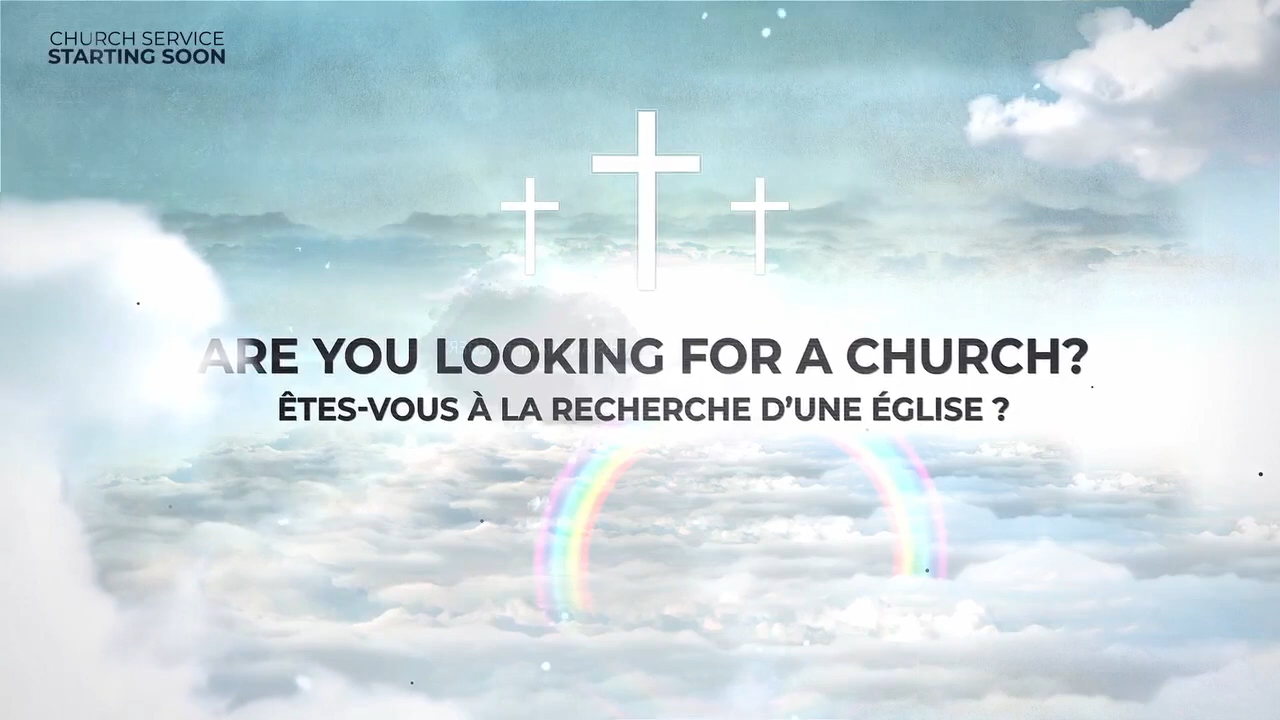 CHURCH SERVICE
STARTING SOON
ARE YOU LOOKING FOR A CHURCH?
ÊTES-VOUS À LA RECHERCHE D’UNE ÉGLISE ?